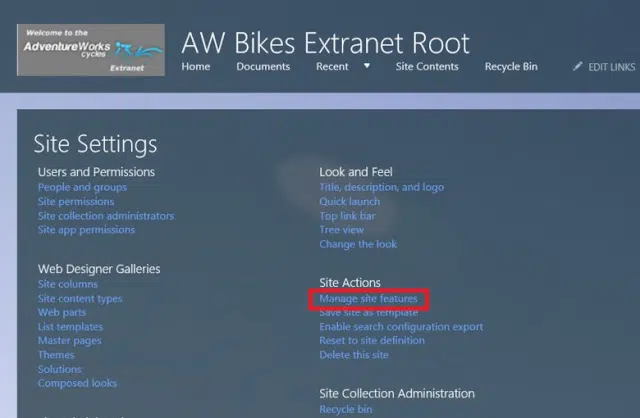 Welcome to the
AdventureWorks
cycles
Extranet
AW Bikes Extranet Root
Home Documents Recent Site Contents Recycle Bin EDIT LINKS
Site Settings
Users and Permissions
People and groups
Site permissions
Site collection administrators
Site app permissions
Web Designer Galleries
Site columns
Site content types
Web parts
List templates
Master pages
Themes
Solutions
Composed looks
Look and Feel
Title, description, and logo
Quick launch
Top link bar
Tree view
Change the look
Site Actions
Manage site features
Save site as template
Enable search configuration export
Reset to site definition
Delete this site
Site Collection Administration
Recycle bin